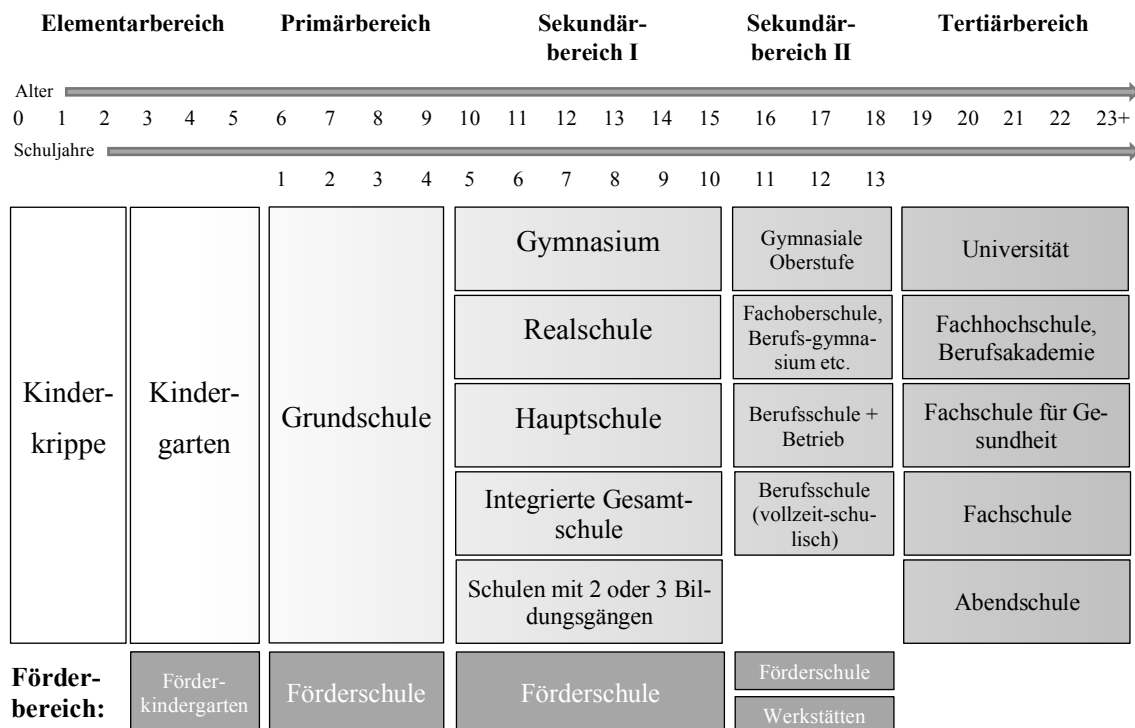 Elementarbereich Primärbereich Sekundär- Sekundär- Tertiärbereich
bereich I bereich II
Alter
0 1 2 3 4 5 6 7 8 9 10 11 12 13 14 15 16 17 18 19 20 21 22 23+
Schuljahre
1 2 3 4 5 6 7 8 9 10 11 12 13
Kinder-
krippe
Kinder-
garten
Grundschule
Gymnasium
Realschule
Hauptschule
Integrierte Gesamt-
schule
Schulen mit 2 oder 3 Bil-
dungsgängen
Gymnasiale
Oberstufe
Fachoberschule,
Berufs-gymna-
sium etc.
Berufsschule +
Betrieb
Berufsschule
(vollzeit-schu-
lisch)
Universität
Fachhochschule,
Berufsakademie
Fachschule für Ge-
sundheit
Fachschule
Abendschule
Förder-
bereich:
Förder-
kindergarten
Förderschule
Förderschule
Förderschule
Werkstätten